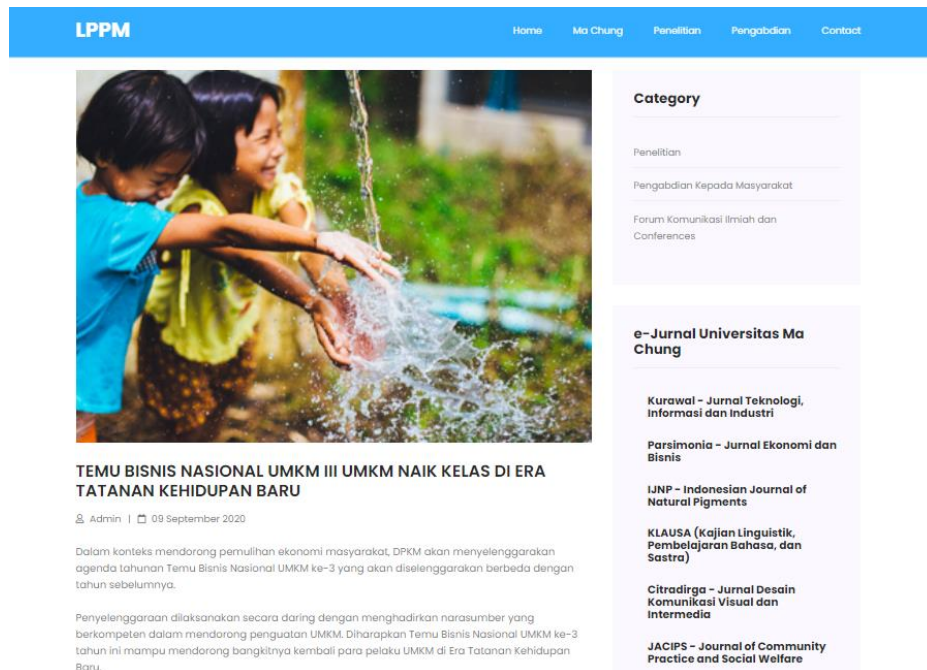 LPPM
Home Ma Chung Penelitian Pengabdian Contact
TEMU BISNIS NASIONAL UMKM III UMKM NAIK KELAS DI ERA
TATANAN KEHIDUPAN BARU
Admin | 09 September 2020
Dalam konteks mendorong pemulihan ekonomi masyarakat, DPKM akan menyelenggarakan
agenda tahunan Temu Bisnis Nasional UMKM ke-3 yang akan diselenggarakan berbeda dengan
tahun sebelumnya.
Penyelenggaraan dilaksanakan secara daring dengan menghadirkan narasumber yang
berkompeten dalam mendorong penguatan UMKM. Diharapkan Temu Bisnis Nasional UMKM ke-3
tahun ini mampu mendorong bangkitnya kembali para pelaku UMKM di Era Tatanan Kehidupan
Baru.
Category
Penelitian
Pengabdian Kepada Masyarakat
Forum Komunikasi Ilmiah dan
Conferences
e-Jurnal Universitas Ma
Chung
Kurawal - Jurnal Teknologi,
Informasi dan Industri
Parsimonia - Jurnal Ekonomi dan
Bisnis
IJNP - Indonesian Journal of
Natural Pigments
KLAUSA (Kajian Linguistik,
Pembelajaran Bahasa, dan
Sastra)
Citradirga - Jurnal Desain
Komunikasi Visual dan
Intermedia
JACIPS - Journal of Community
Practice and Social Welfare